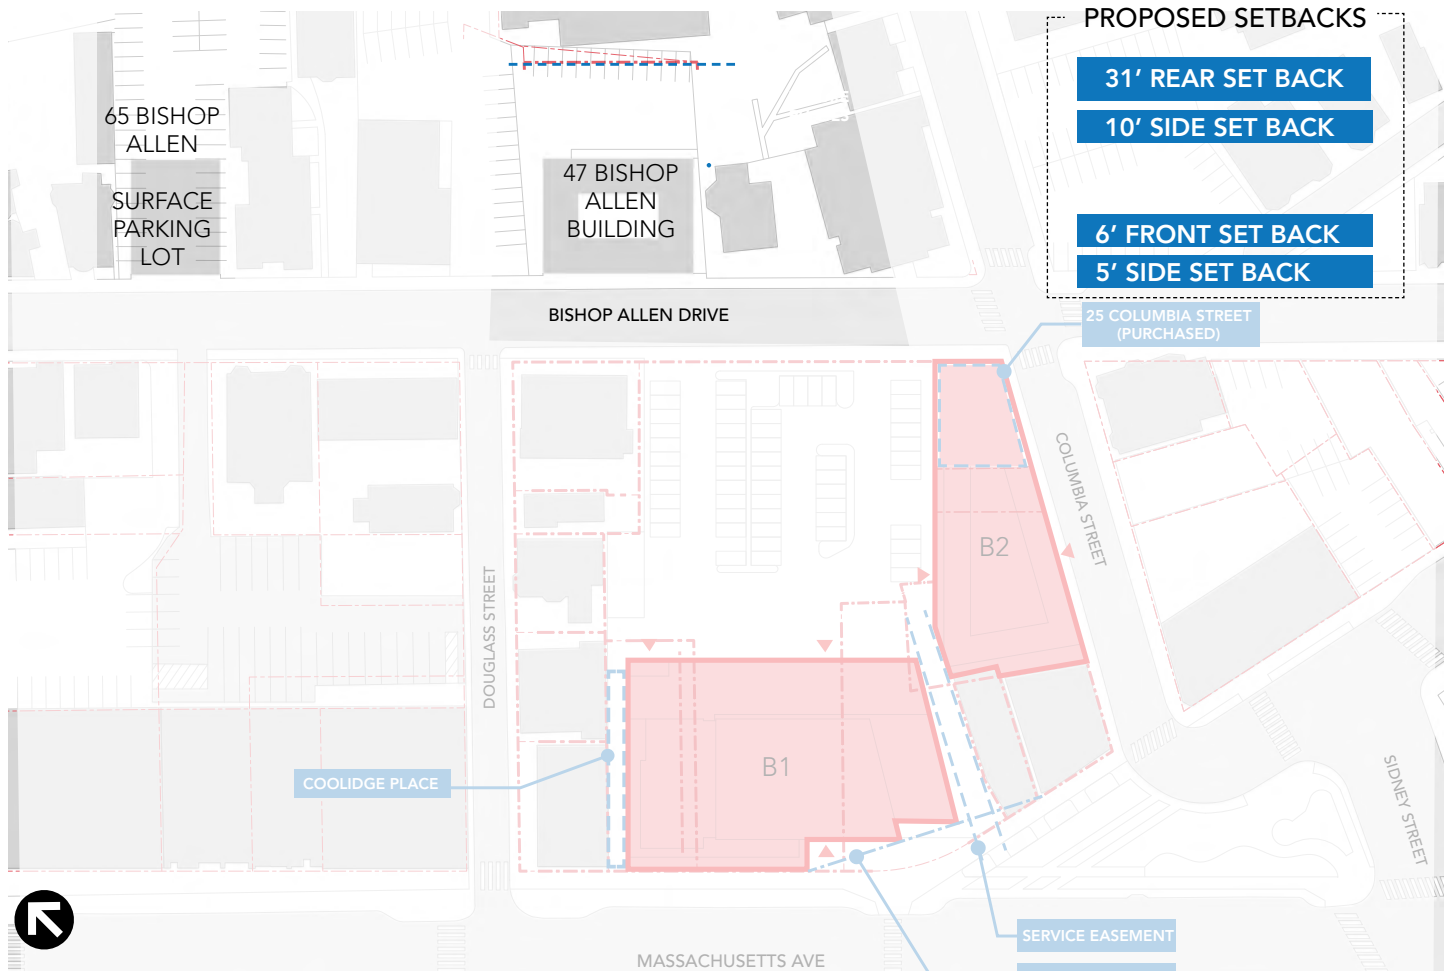 PROPOSED SETBACKS
31' REAR SET BACK
10' SIDE SET BACK
6' FRONT SET BACK
5' SIDE SET BACK
65 BISHOP
ALLEN
SURFACE
PARKING
LOT
47 BISHOP
ALLEN
BUILDING
BISHOP ALLEN DRIVE
25 COLUMBIA STREET
(PURCHASED)
COLUMBIA STREET
B2
DOUGLASS STREET
B1
COOLIDGE PLACE
SIDNEY STREET
SERVICE EASEMENT
MASSACHUSETTS AVE